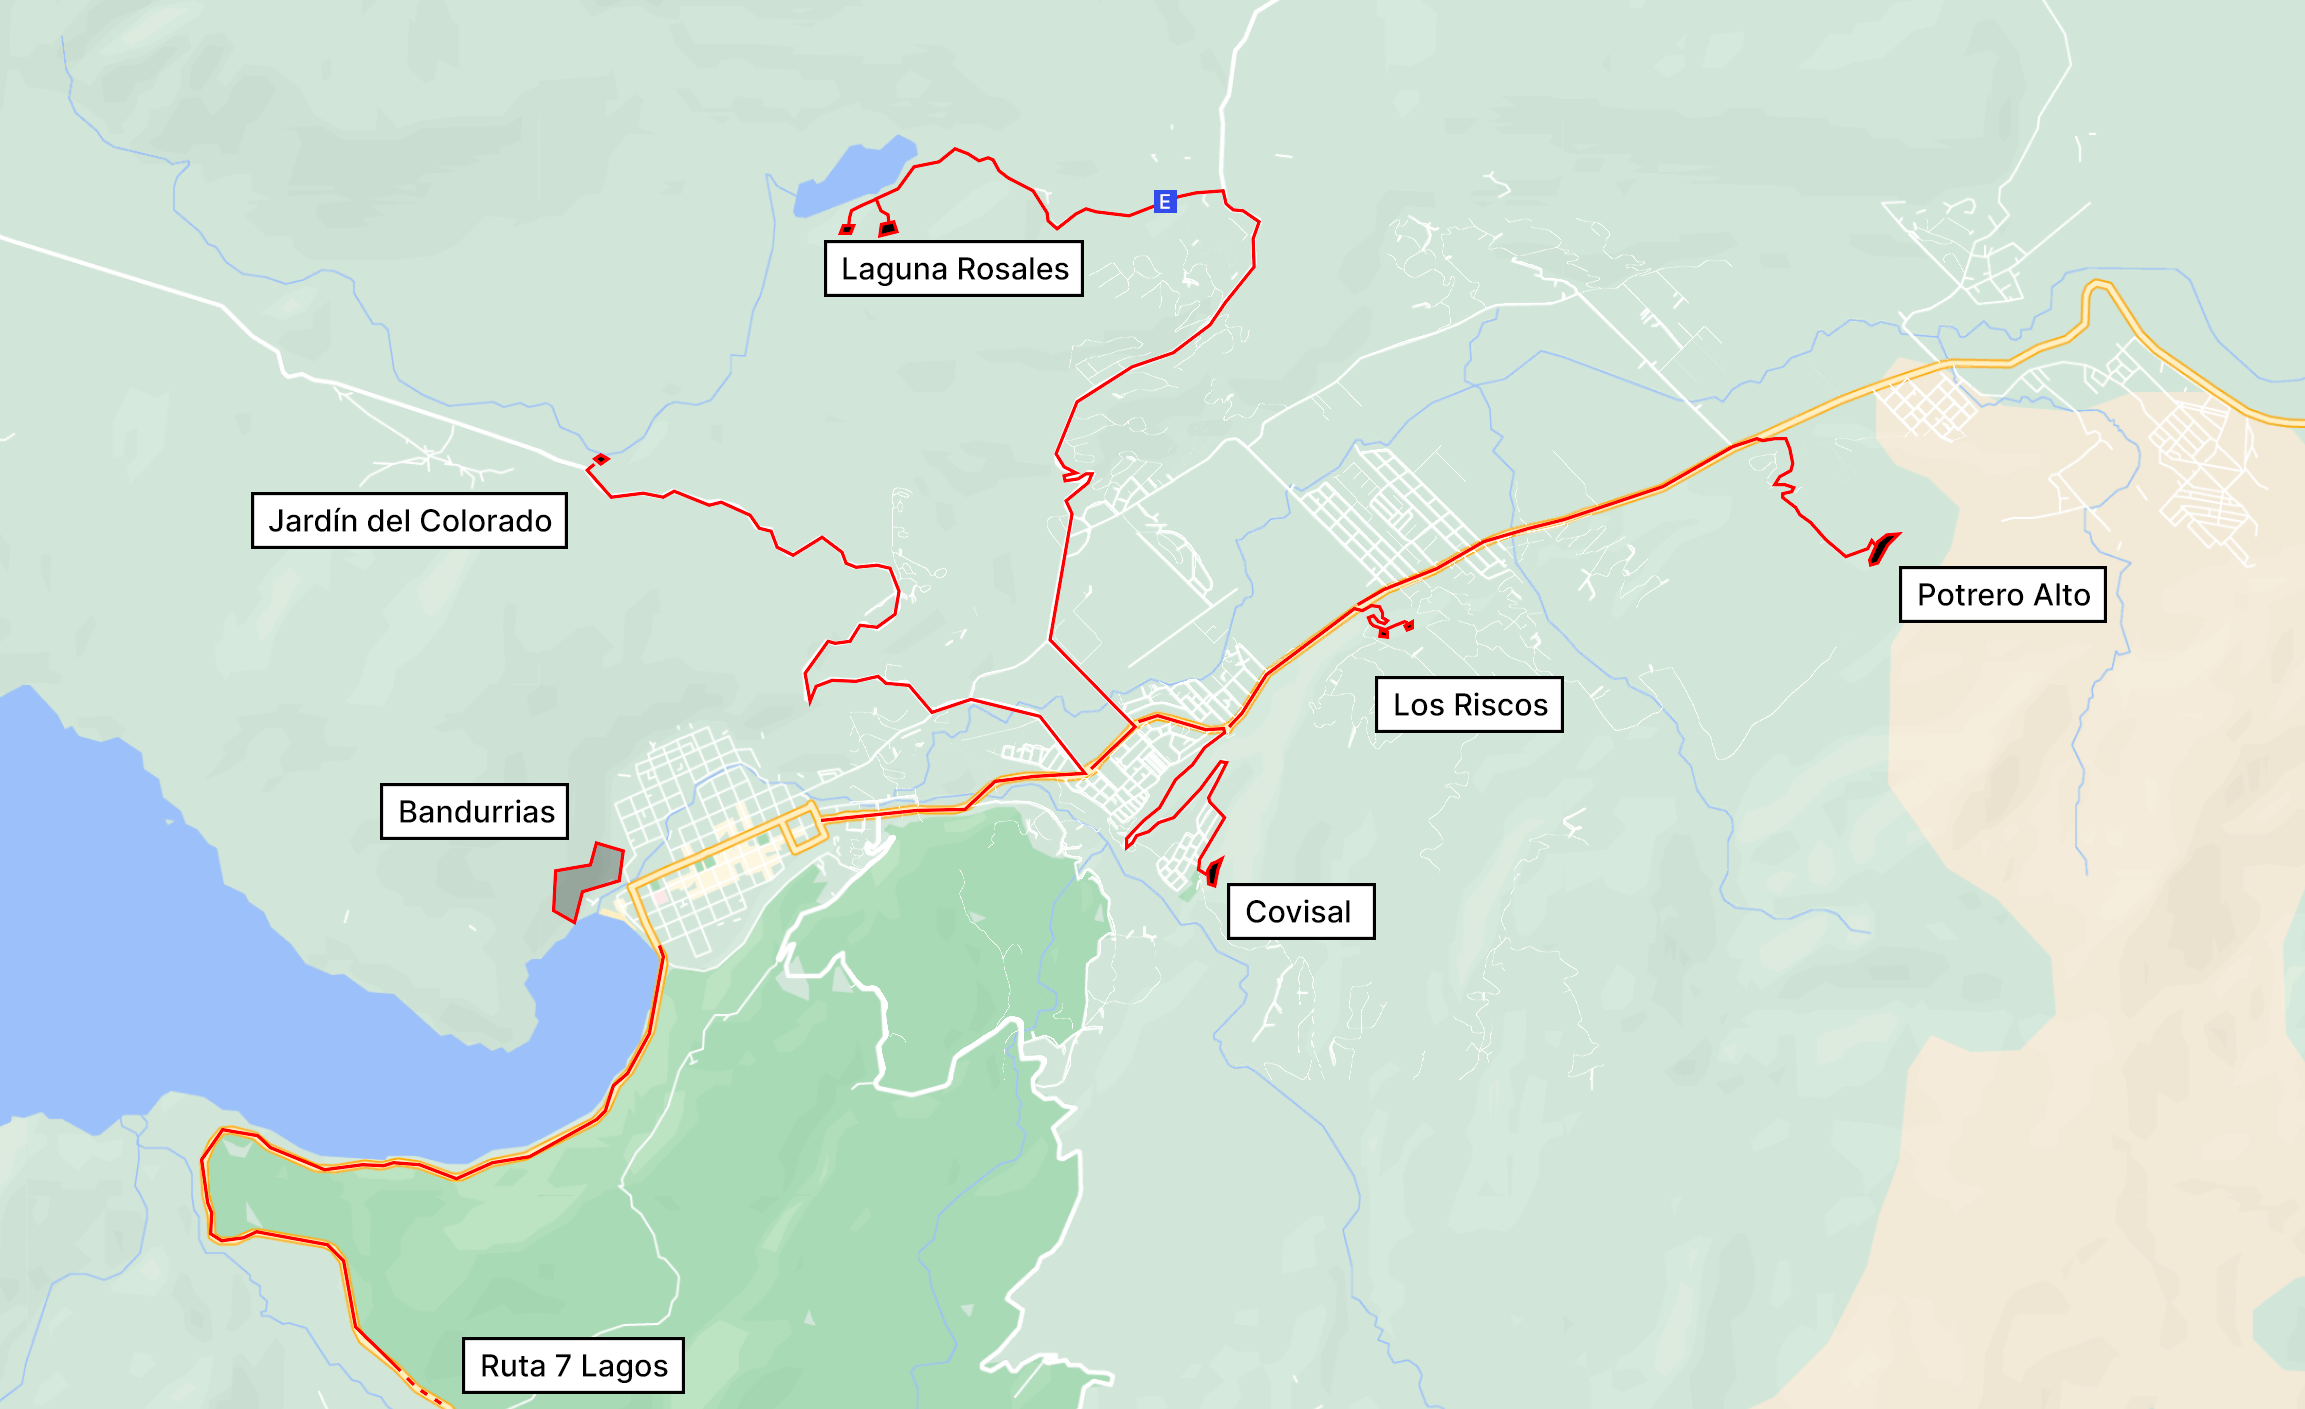 E
Laguna Rosales
Jardín del Colorado
Potrero Alto
Los Riscos
Bandurrias
Covisal
Ruta 7 Lagos